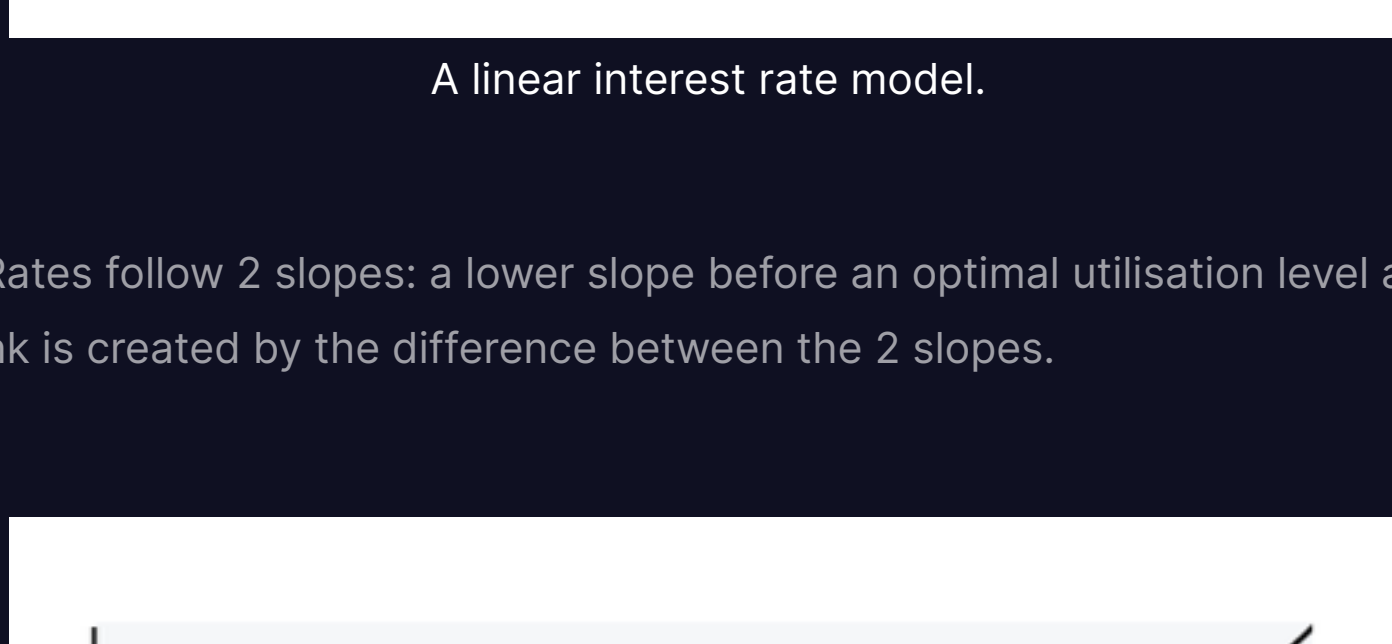 A linear interest rate model.
Rates follow 2 slopes: a lower slope before an optimal utilisation level
is created by the difference between the 2 slopes.